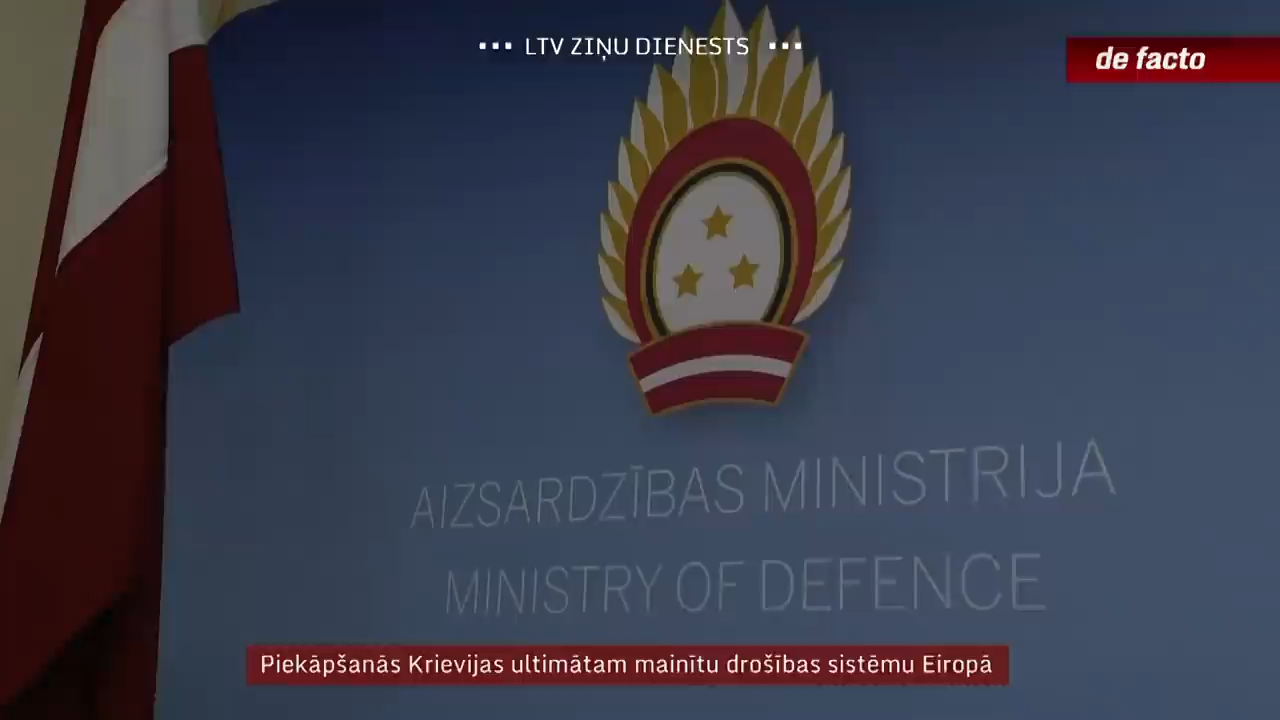 LTV ZIŅU DIENESTS
de facto
AIZSARDZĪBAS MINISTRIJA
MINISTRY OF DEFENCE
Piekāpšanās Krievijas ultimātam mainītu drošības sistēmu Eiropā